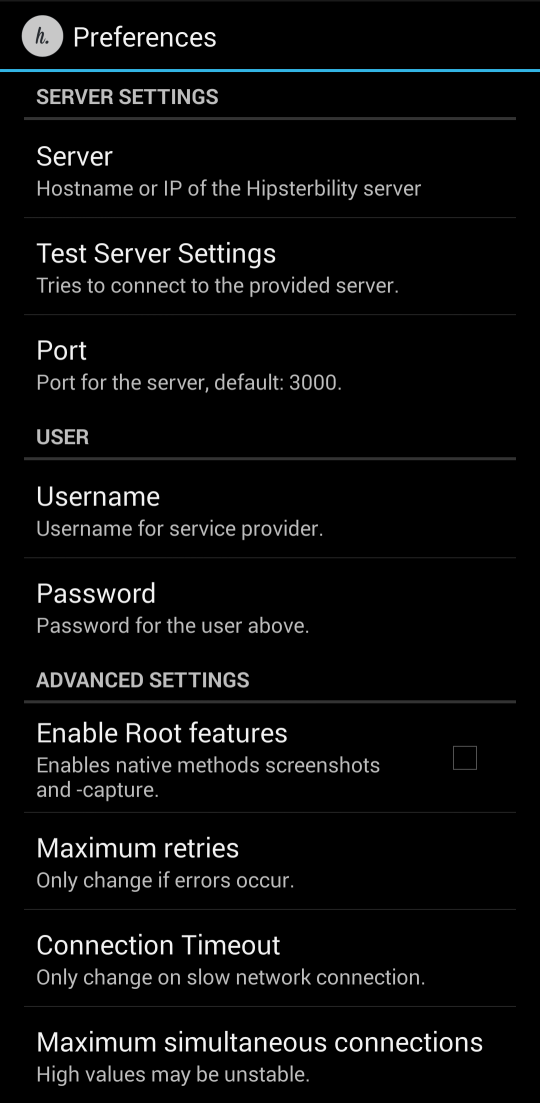 h. Preferences
SERVER SETTINGS
Server
Hostname or IP of the Hipsterbility server
Test Server Settings
Tries to connect to the provided server.
Port
Port for the server, default: 3000.
USER
Username
Username for service provider.
Password
Password for the user above.
ADVANCED SETTINGS
Enable Root features
Enables native methods screenshots
and -capture.
Maximum retries
Only change if errors occur.
Connection Timeout
Only change on slow network connection.
Maximum simultaneous connections
High values may be unstable.